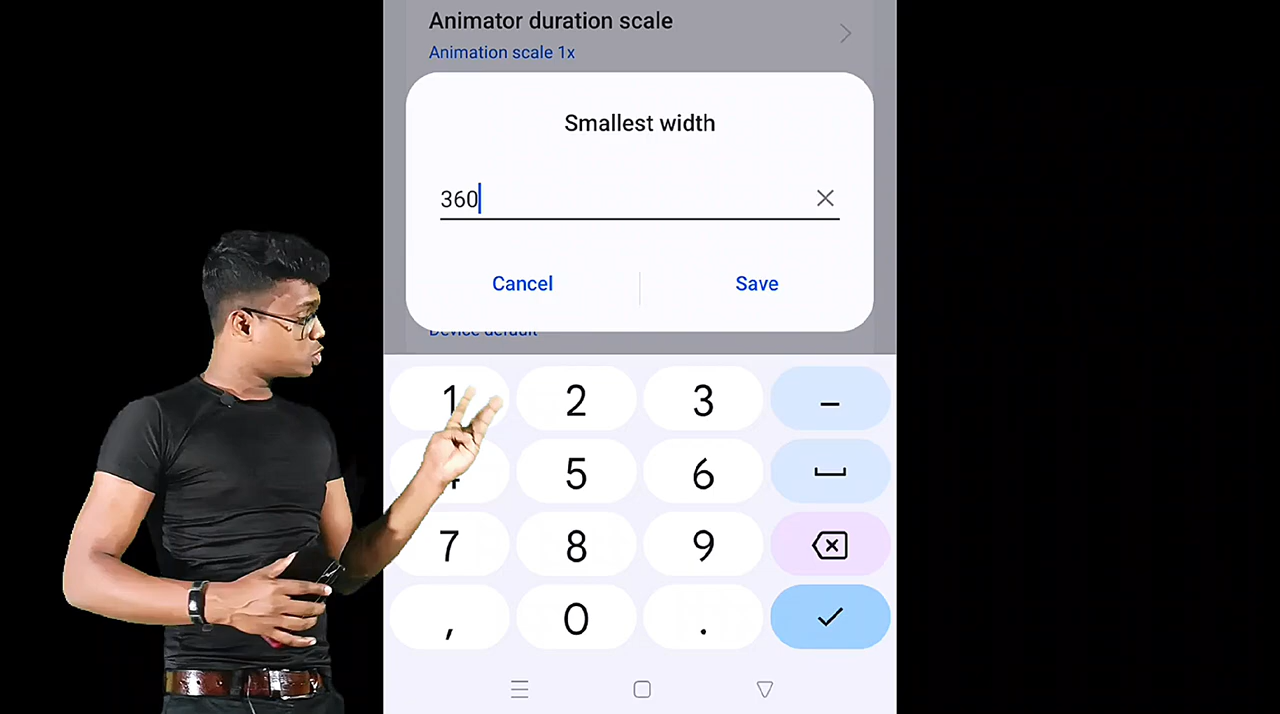 Animator duration scale
Animation scale 1x
Smallest width
360
Cancel
Save
Device default
1 2 3 –
4 5 6
7 8 9
, 0 .